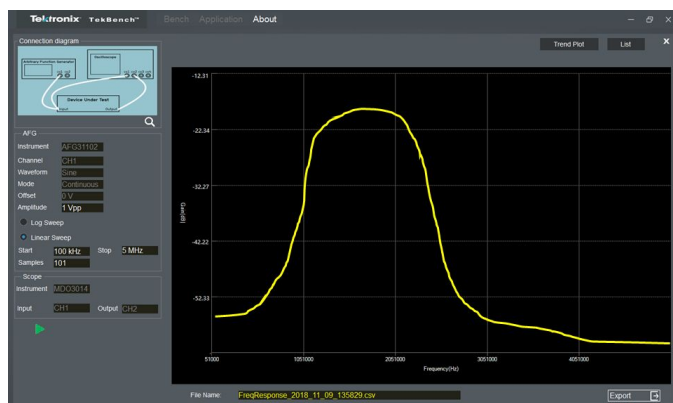 Tektronix TekBench™ Bench Application About
Connection diagram
Arbitrary Function Generator
Oscilloscope
Device Under Test
Input Output
AFG
Instrument AFG31102
Channel CH1
Waveform Sine
Mode Continuous
Offset 0 V
Amplitude 1 Vpp
Log Sweep
Linear Sweep
Start 100 kHz Stop 5 MHz
Samples 101
Scope
Instrument MDO3014
Input CH1 Output CH2
Trend Plot List
-12.31
-22.34
-32.27
-42.22
-52.33
Gain(dB)
51000 1051000 2051000 3051000 4051000
Frequency(Hz)
File Name: FreqResponse_2018_11_09_135829.csv
Export